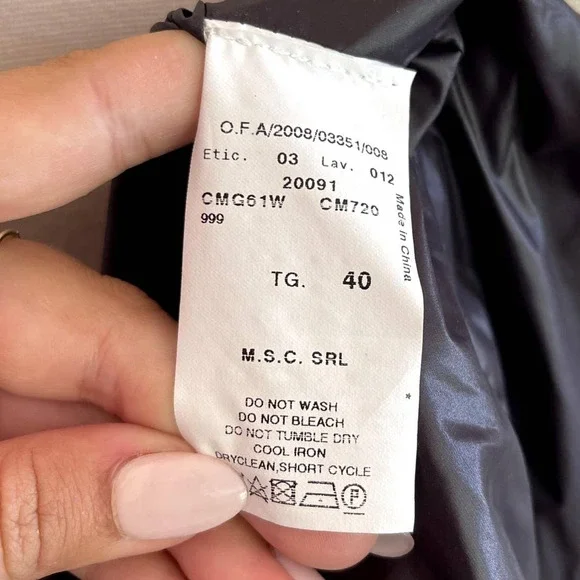 O.F.A/2008/03351/008
Etic. 03 Lav. 012
20091
CMG61W CM720
999
Made in China
TG. 40
M.S.C. SRL
DO NOT WASH
DO NOT BLEACH
DO NOT TUMBLE DRY
COOL IRON
DRYCLEAN,SHORT CYCLE
P